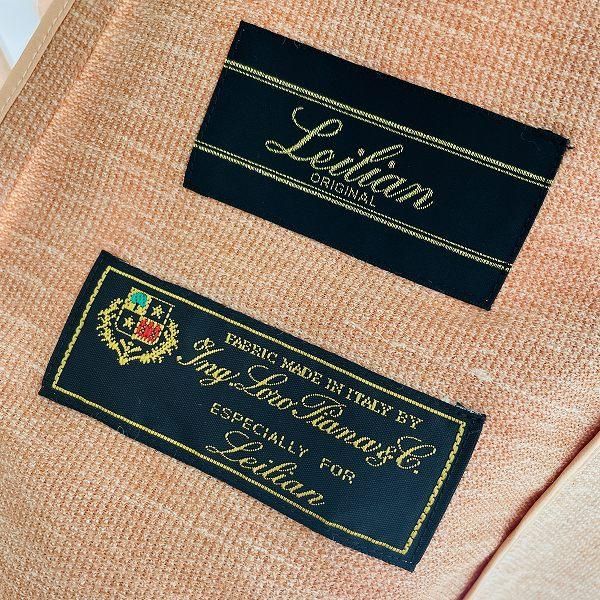 Leilian
ORIGINAL
FABRIC MADE IN ITALY BY
Ing. Loro Piana & C.
ESPECIALLY FOR
Leilian